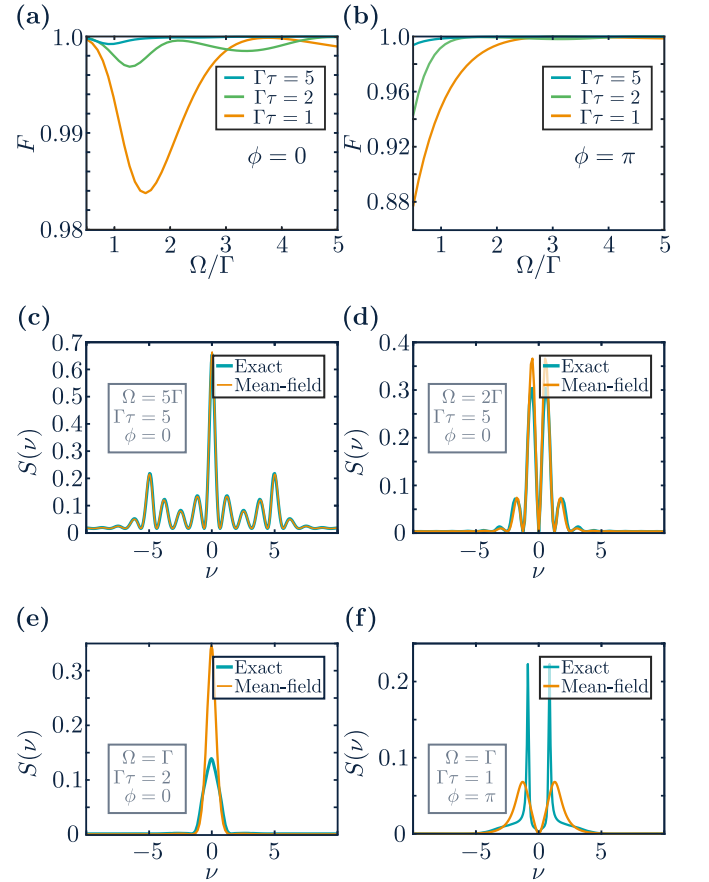 (a)
1.0
0.99
0.98
F
Γτ = 5
Γτ = 2
Γτ = 1
ϕ = 0
1 2 3 4 5
Ω/Γ
(b)
1.0
0.96
0.92
0.88
F
Γτ = 5
Γτ = 2
Γτ = 1
ϕ = π
1 2 3 4 5
Ω/Γ
(c)
0.7
0.6
0.5
0.4
0.3
0.2
0.1
0
S(ν)
Exact
Mean-field
Ω = 5Γ
Γτ = 5
ϕ = 0
−5 0 5
ν
(d)
0.4
0.3
0.2
0.1
0
S(ν)
Exact
Mean-field
Ω = 2Γ
Γτ = 5
ϕ = 0
−5 0 5
ν
(e)
0.3
0.2
0.1
0
S(ν)
Exact
Mean-field
Ω = Γ
Γτ = 2
ϕ = 0
−5 0 5
ν
(f)
0.2
0.1
0
S(ν)
Exact
Mean-field
Ω = Γ
Γτ = 1
ϕ = π
−5 0 5
ν